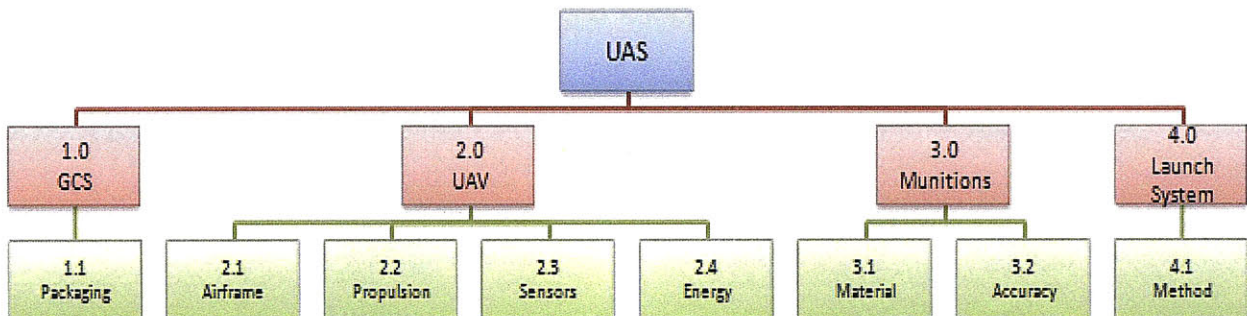 UAS
1.0
GCS
2.0
UAV
3.0
Munitions
4.0
Launch
System
1.1
Packaging
2.1
Airframe
2.2
Propulsion
2.3
Sensors
2.4
Energy
3.1
Material
3.2
Accuracy
4.1
Method